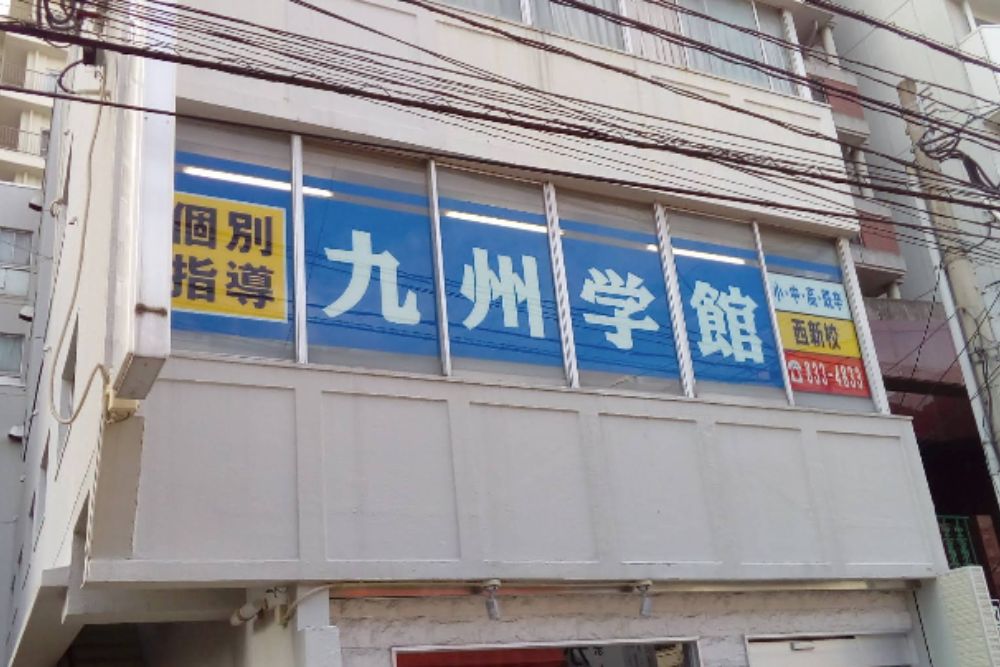 個別
指導
九州学館
小・中・高・既卒
西新校
☎833-4833